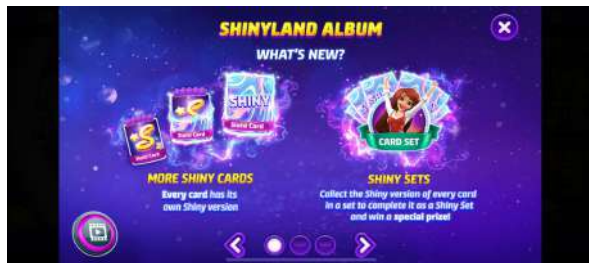 SHINYLAND ALBUM
WHAT'S NEW?
SHINY
CARD SET
MORE SHINY CARDS
Every card has its
own Shiny version
SHINY SETS
Collect the Shiny version of every card
in a set to complete it as a Shiny Set
and win a special prize!